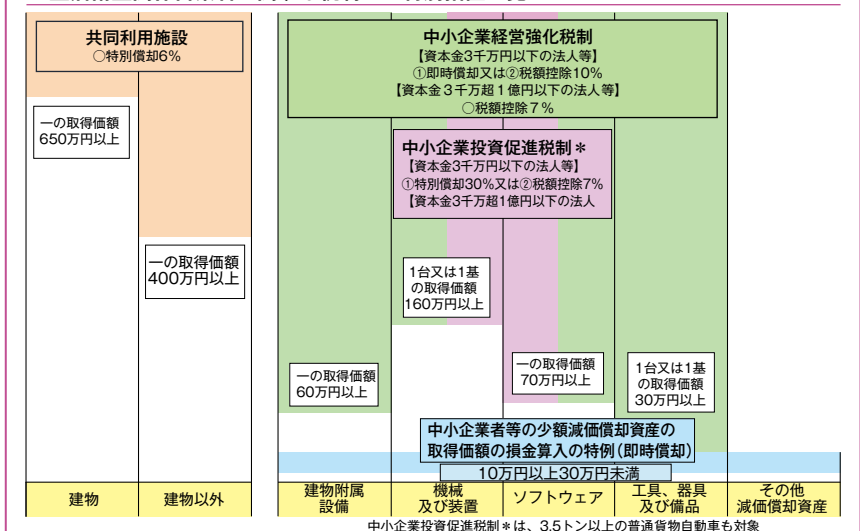 共同利用施設
○特別償却6%
一の取得価額
650万円以上
一の取得価額
400万円以上
中小企業経営強化税制
【資本金3千万円以下の法人等】
①即時償却又は②税額控除10%
【資本金３千万超１億円以下の法人等】
○税額控除７％
中小企業投資促進税制＊
【資本金3千万円以下の法人等】
①特別償却30%又は②税額控除7%
【資本金3千万超1億円以下の法人
1台又は1基
の取得価額
160万円以上
一の取得価額
60万円以上
一の取得価額
70万円以上
1台又は1基
の取得価額
30万円以上
中小企業者等の少額減価償却資産の
取得価額の損金算入の特例(即時償却)
10万円以上30万円未満
建物
建物以外
建物附属
設備
機械
及び装置
ソフトウェア
工具、器具
及び備品
その他
減価償却資産
中小企業投資促進税制＊は、3.5トン以上の普通貨物自動車も対象